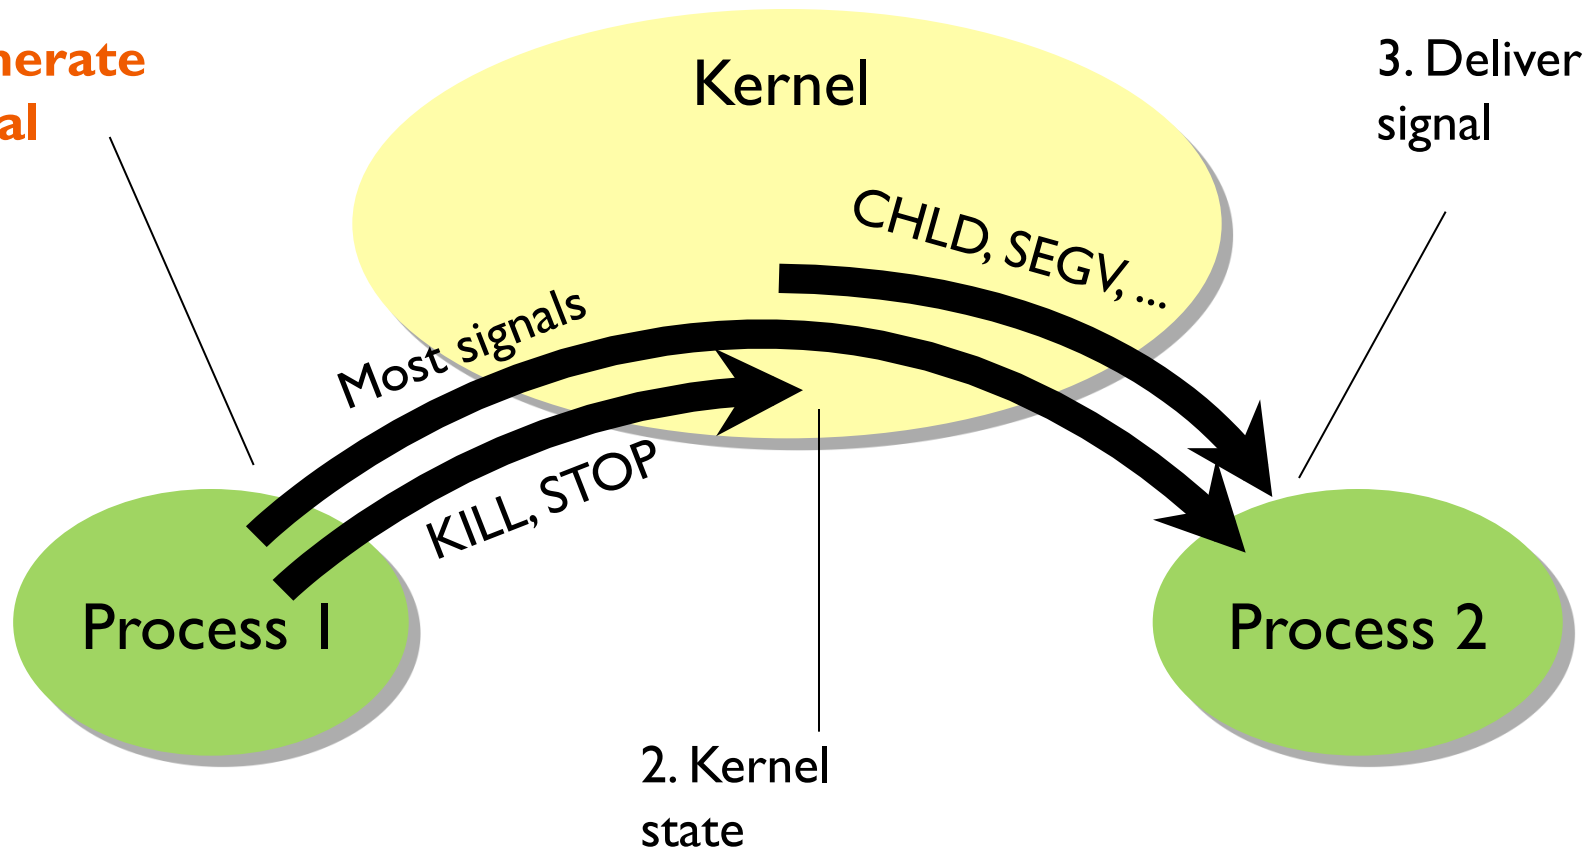 Kernel
3. Deliver
signal
CHLD, SEGV, ...
Most signals
KILL, STOP
Process 1
Process 2
2. Kernel
state